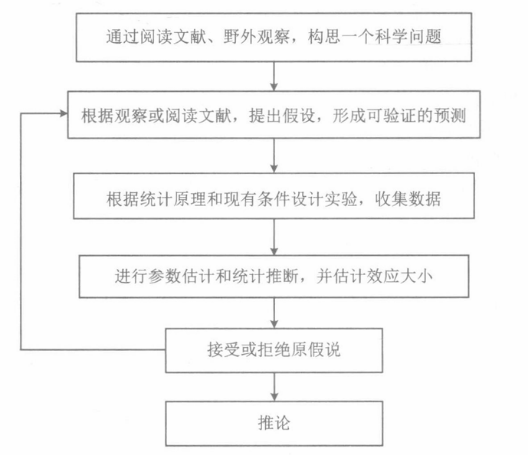 通过阅读文献、野外观察，构思一个科学问题
根据观察或阅读文献，提出假设，形成可验证的预测
根据统计原理和现有条件设计实验，收集数据
进行参数估计和统计推断，并估计效应大小
接受或拒绝原假说
推论